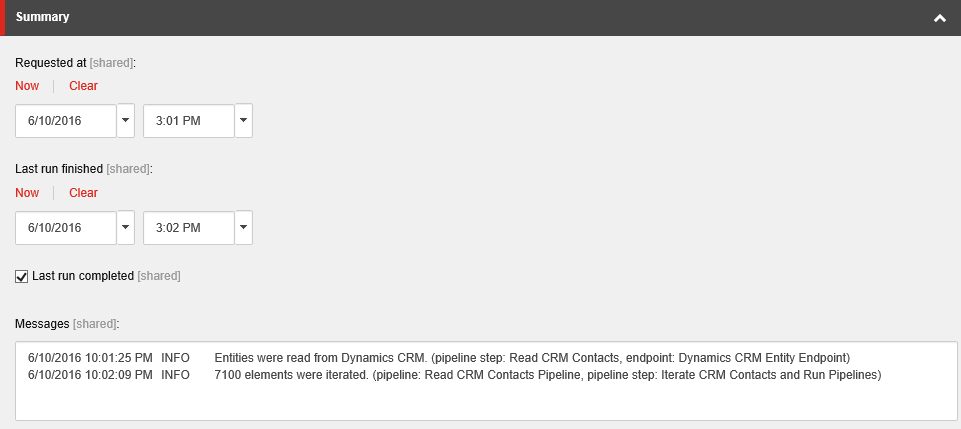 Summary
Requested at [shared]:
Now | Clear
6/10/2016 3:01 PM
Last run finished [shared]:
Now | Clear
6/10/2016 3:02 PM
Last run completed [shared]
Messages [shared]:
6/10/2016 10:01:25 PM INFO Entities were read from Dynamics CRM. (pipeline step: Read CRM Contacts, endpoint: Dynamics CRM Entity Endpoint)
6/10/2016 10:02:09 PM INFO 7100 elements were iterated. (pipeline: Read CRM Contacts Pipeline, pipeline step: Iterate CRM Contacts and Run Pipelines)